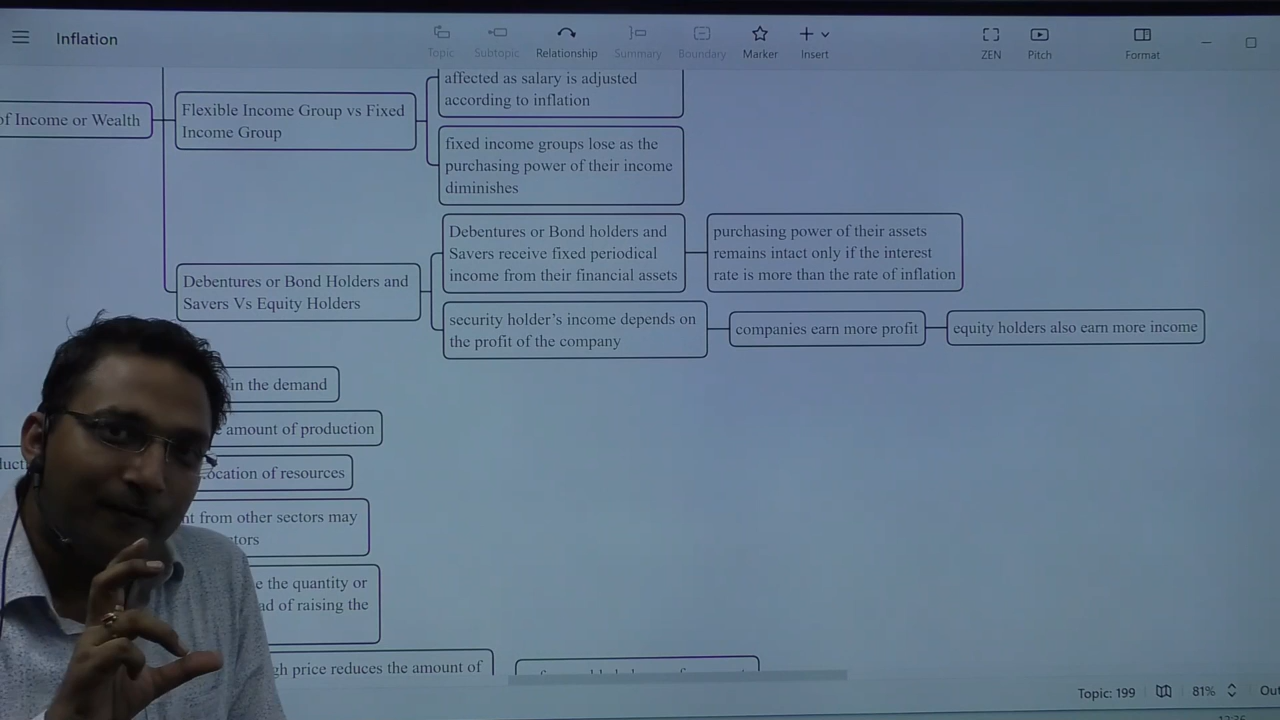 Inflation
Topic
Subtopic
Relationship
Summary
Boundary
Marker
Insert
ZEN
Pitch
Format
of Income or Wealth
Flexible Income Group vs Fixed
Income Group
affected as salary is adjusted
according to inflation
fixed income groups lose as the
purchasing power of their income
diminishes
Debentures or Bond Holders and
Savers Vs Equity Holders
Debentures or Bond holders and
Savers receive fixed periodical
income from their financial assets
purchasing power of their assets
remains intact only if the interest
rate is more than the rate of inflation
security holder’s income depends on
the profit of the company
companies earn more profit
equity holders also earn more income
in the demand
amount of production
location of resources
from other sectors may
the quantity or
of raising the
price reduces the amount of
Topic: 199
81%